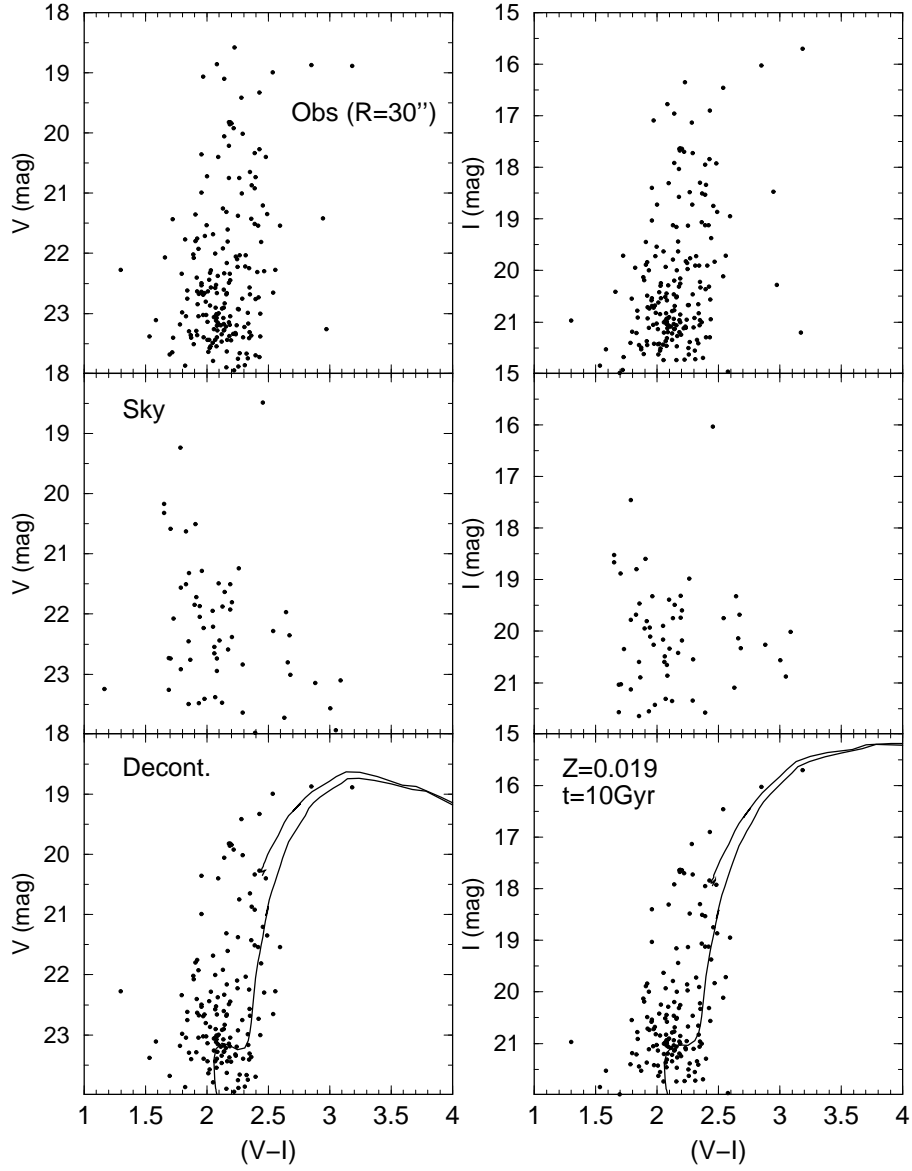 18
19
20
21
22
23
18
V (mag)
Obs (R=30’’)
15
16
17
18
19
20
21
15
I (mag)
19
20
21
22
23
18
V (mag)
Sky
16
17
18
19
20
21
15
I (mag)
19
20
21
22
23
V (mag)
Decont.
1 1.5 2 2.5 3 3.5 4
(V−I)
16
17
18
19
20
21
I (mag)
Z=0.019
t=10Gyr
1 1.5 2 2.5 3 3.5 4
(V−I)